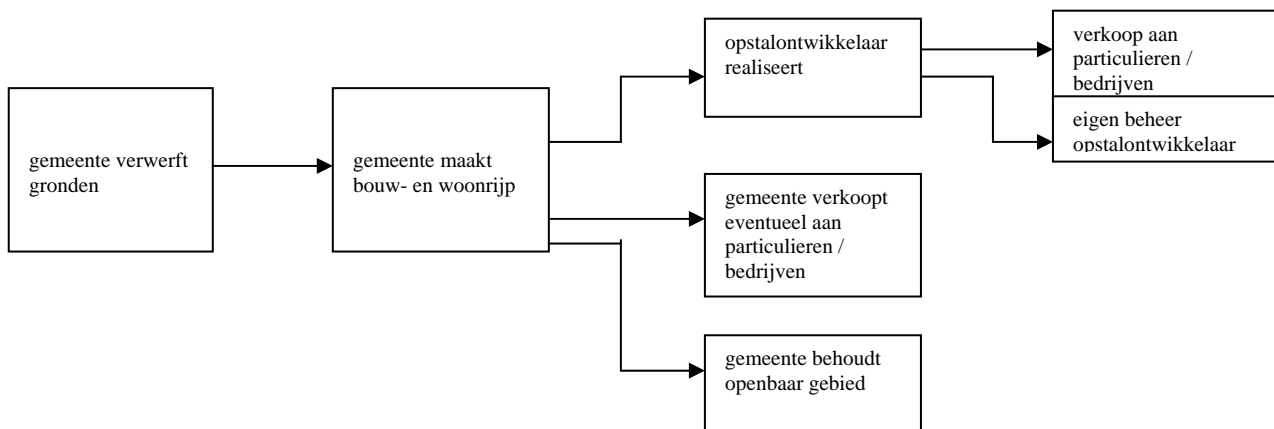 gemeente verwerft
gronden
gemeente maakt
bouw- en woonrijp
opstalontwikkelaar
realiseert
verkoop aan
particulieren /
bedrijven
eigen beheer
opstalontwikkelaar
gemeente verkoopt
eventueel aan
particulieren /
bedrijven
gemeente behoudt
openbaar gebied